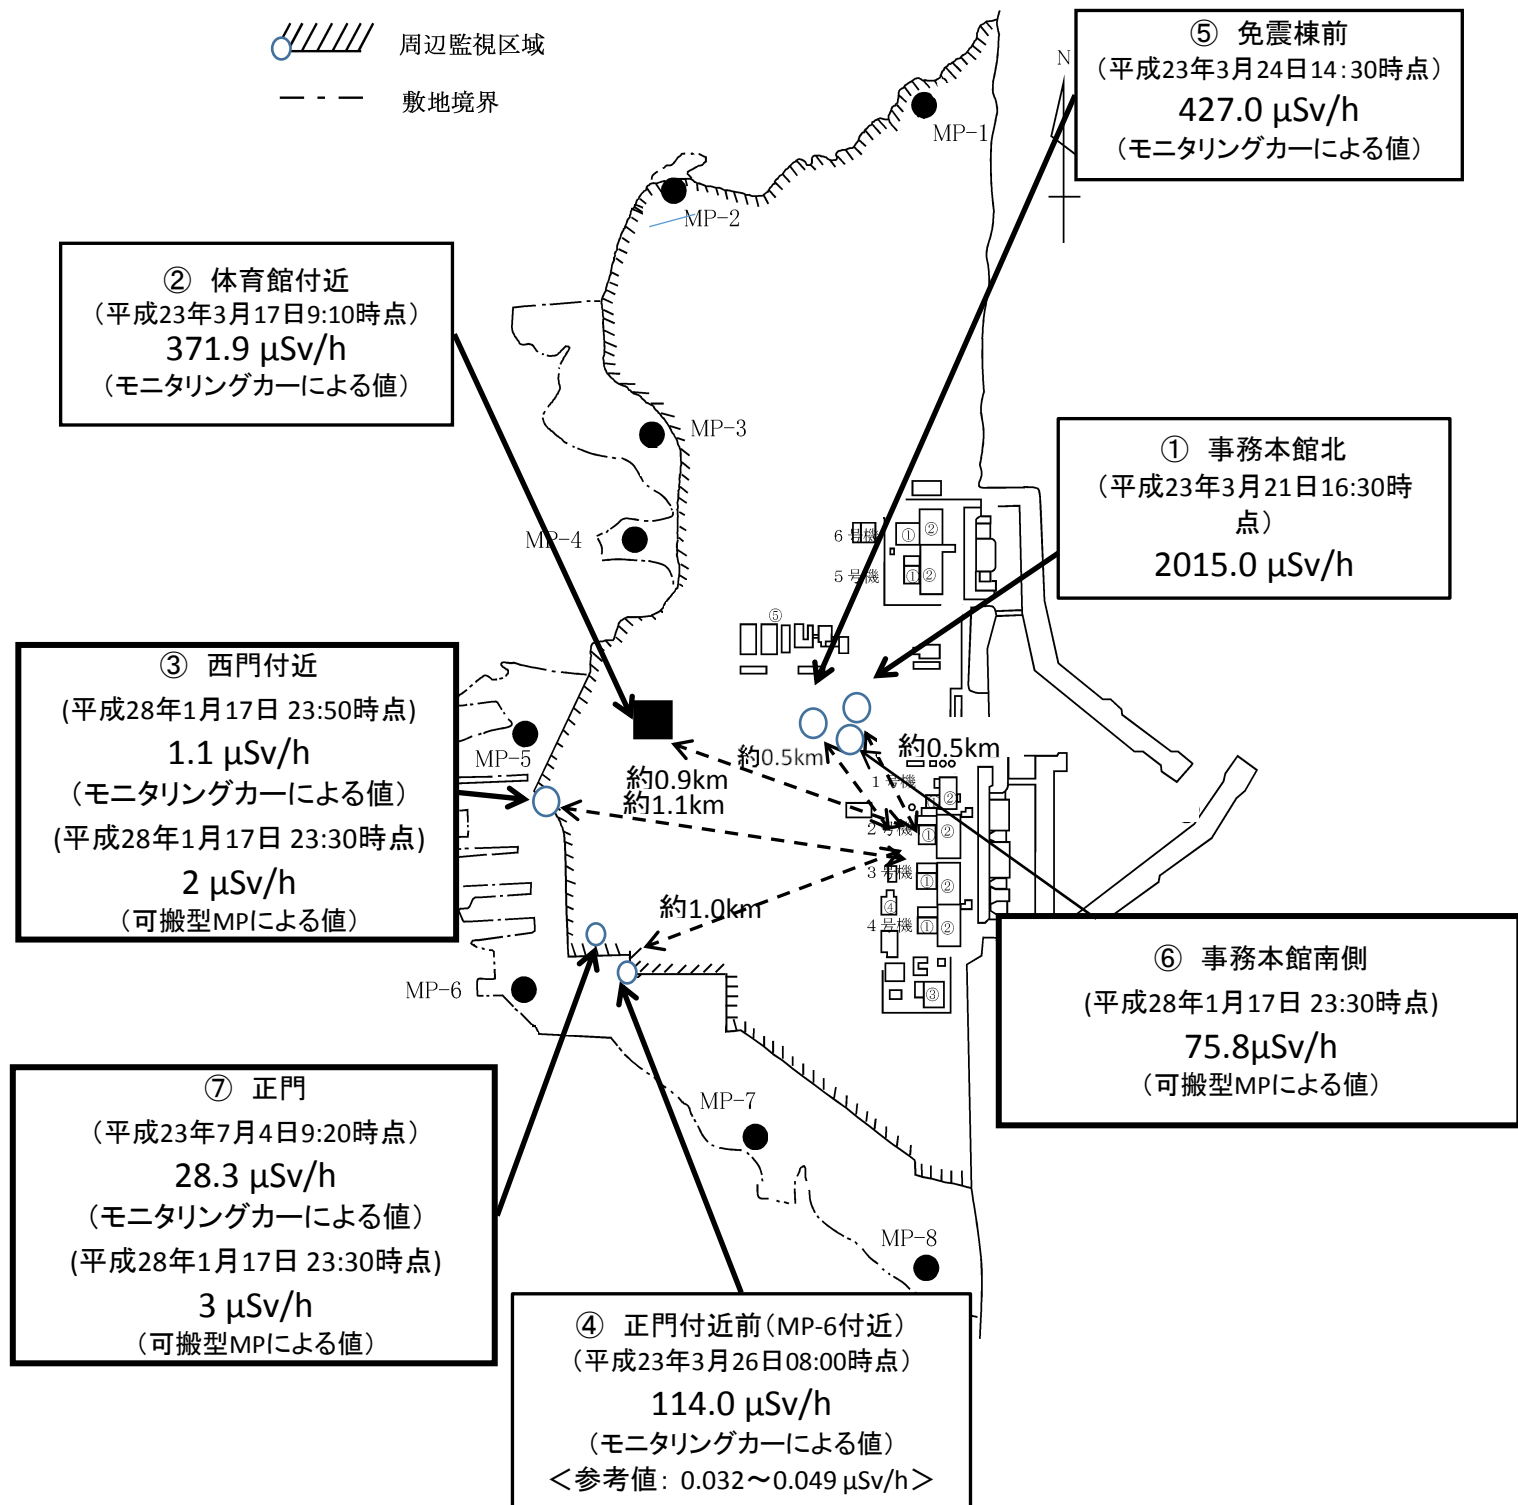 周辺監視区域
敷地境界
N
⑤ 免震棟前
（平成23年3月24日14:30時点）
427.0 µSv/h
（モニタリングカーによる値）
MP-1
MP-2
② 体育館付近
（平成23年3月17日9:10時点）
371.9 µSv/h
（モニタリングカーによる値）
MP-3
① 事務本館北
（平成23年3月21日16:30時
点）
2015.0 µSv/h
MP-4
6号機
①
②
5号機
①
②
⑤
③ 西門付近
(平成28年1月17日 23:50時点)
1.1 µSv/h
（モニタリングカーによる値）
(平成28年1月17日 23:30時点)
2 µSv/h
（可搬型MPによる値）
MP-5
約0.5km
約0.5km
約0.9km
約1.1km
1号機
①
②
2号機
①
②
3号機
①
②
④
4号機
①
②
約1.0km
③
MP-6
⑥ 事務本館南側
(平成28年1月17日 23:30時点)
75.8µSv/h
（可搬型MPによる値）
⑦ 正門
（平成23年7月4日9:20時点）
28.3 µSv/h
（モニタリングカーによる値）
(平成28年1月17日 23:30時点)
3 µSv/h
（可搬型MPによる値）
MP-7
MP-8
④ 正門付近前（MP-6付近）
（平成23年3月26日08:00時点）
114.0 µSv/h
（モニタリングカーによる値）
＜参考値：0.032～0.049 µSv/h＞